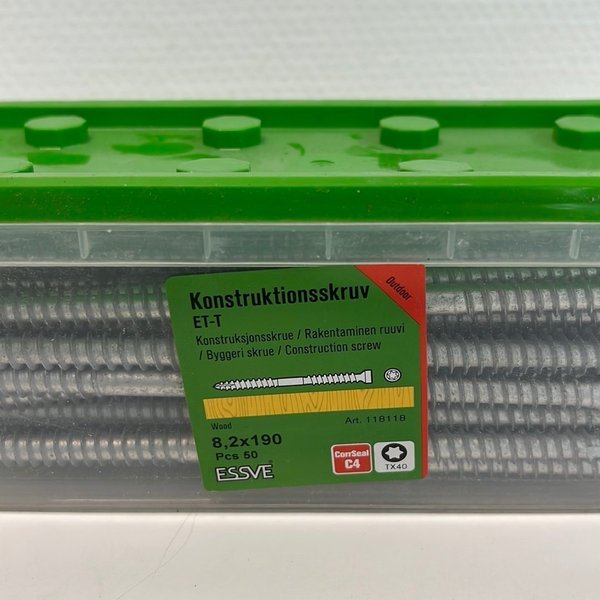 Outdoor
Konstruktionsskruv
ET-T
Konstruksjonsskrue / Rakentaminen ruuvi
/ Byggeri skrue / Construction screw
Wood
Art. 118118
8,2x190
Pcs 50
ESSVE®
CorrSeal
C4
TX40